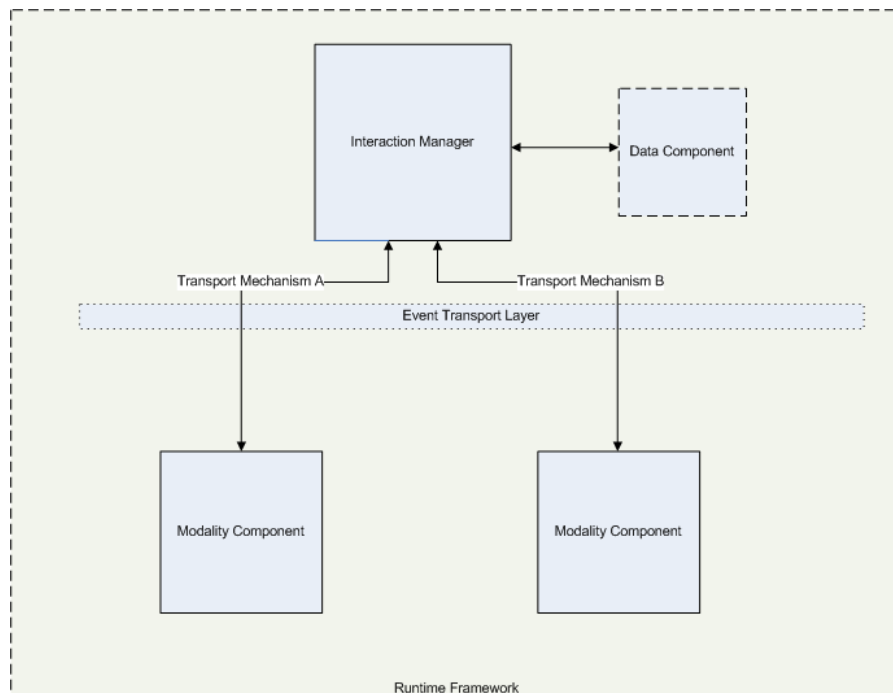 Interaction Manager
Data Component
Transport Mechanism A
Transport Mechanism B
Event Transport Layer
Modality Component
Modality Component
Runtime Framework